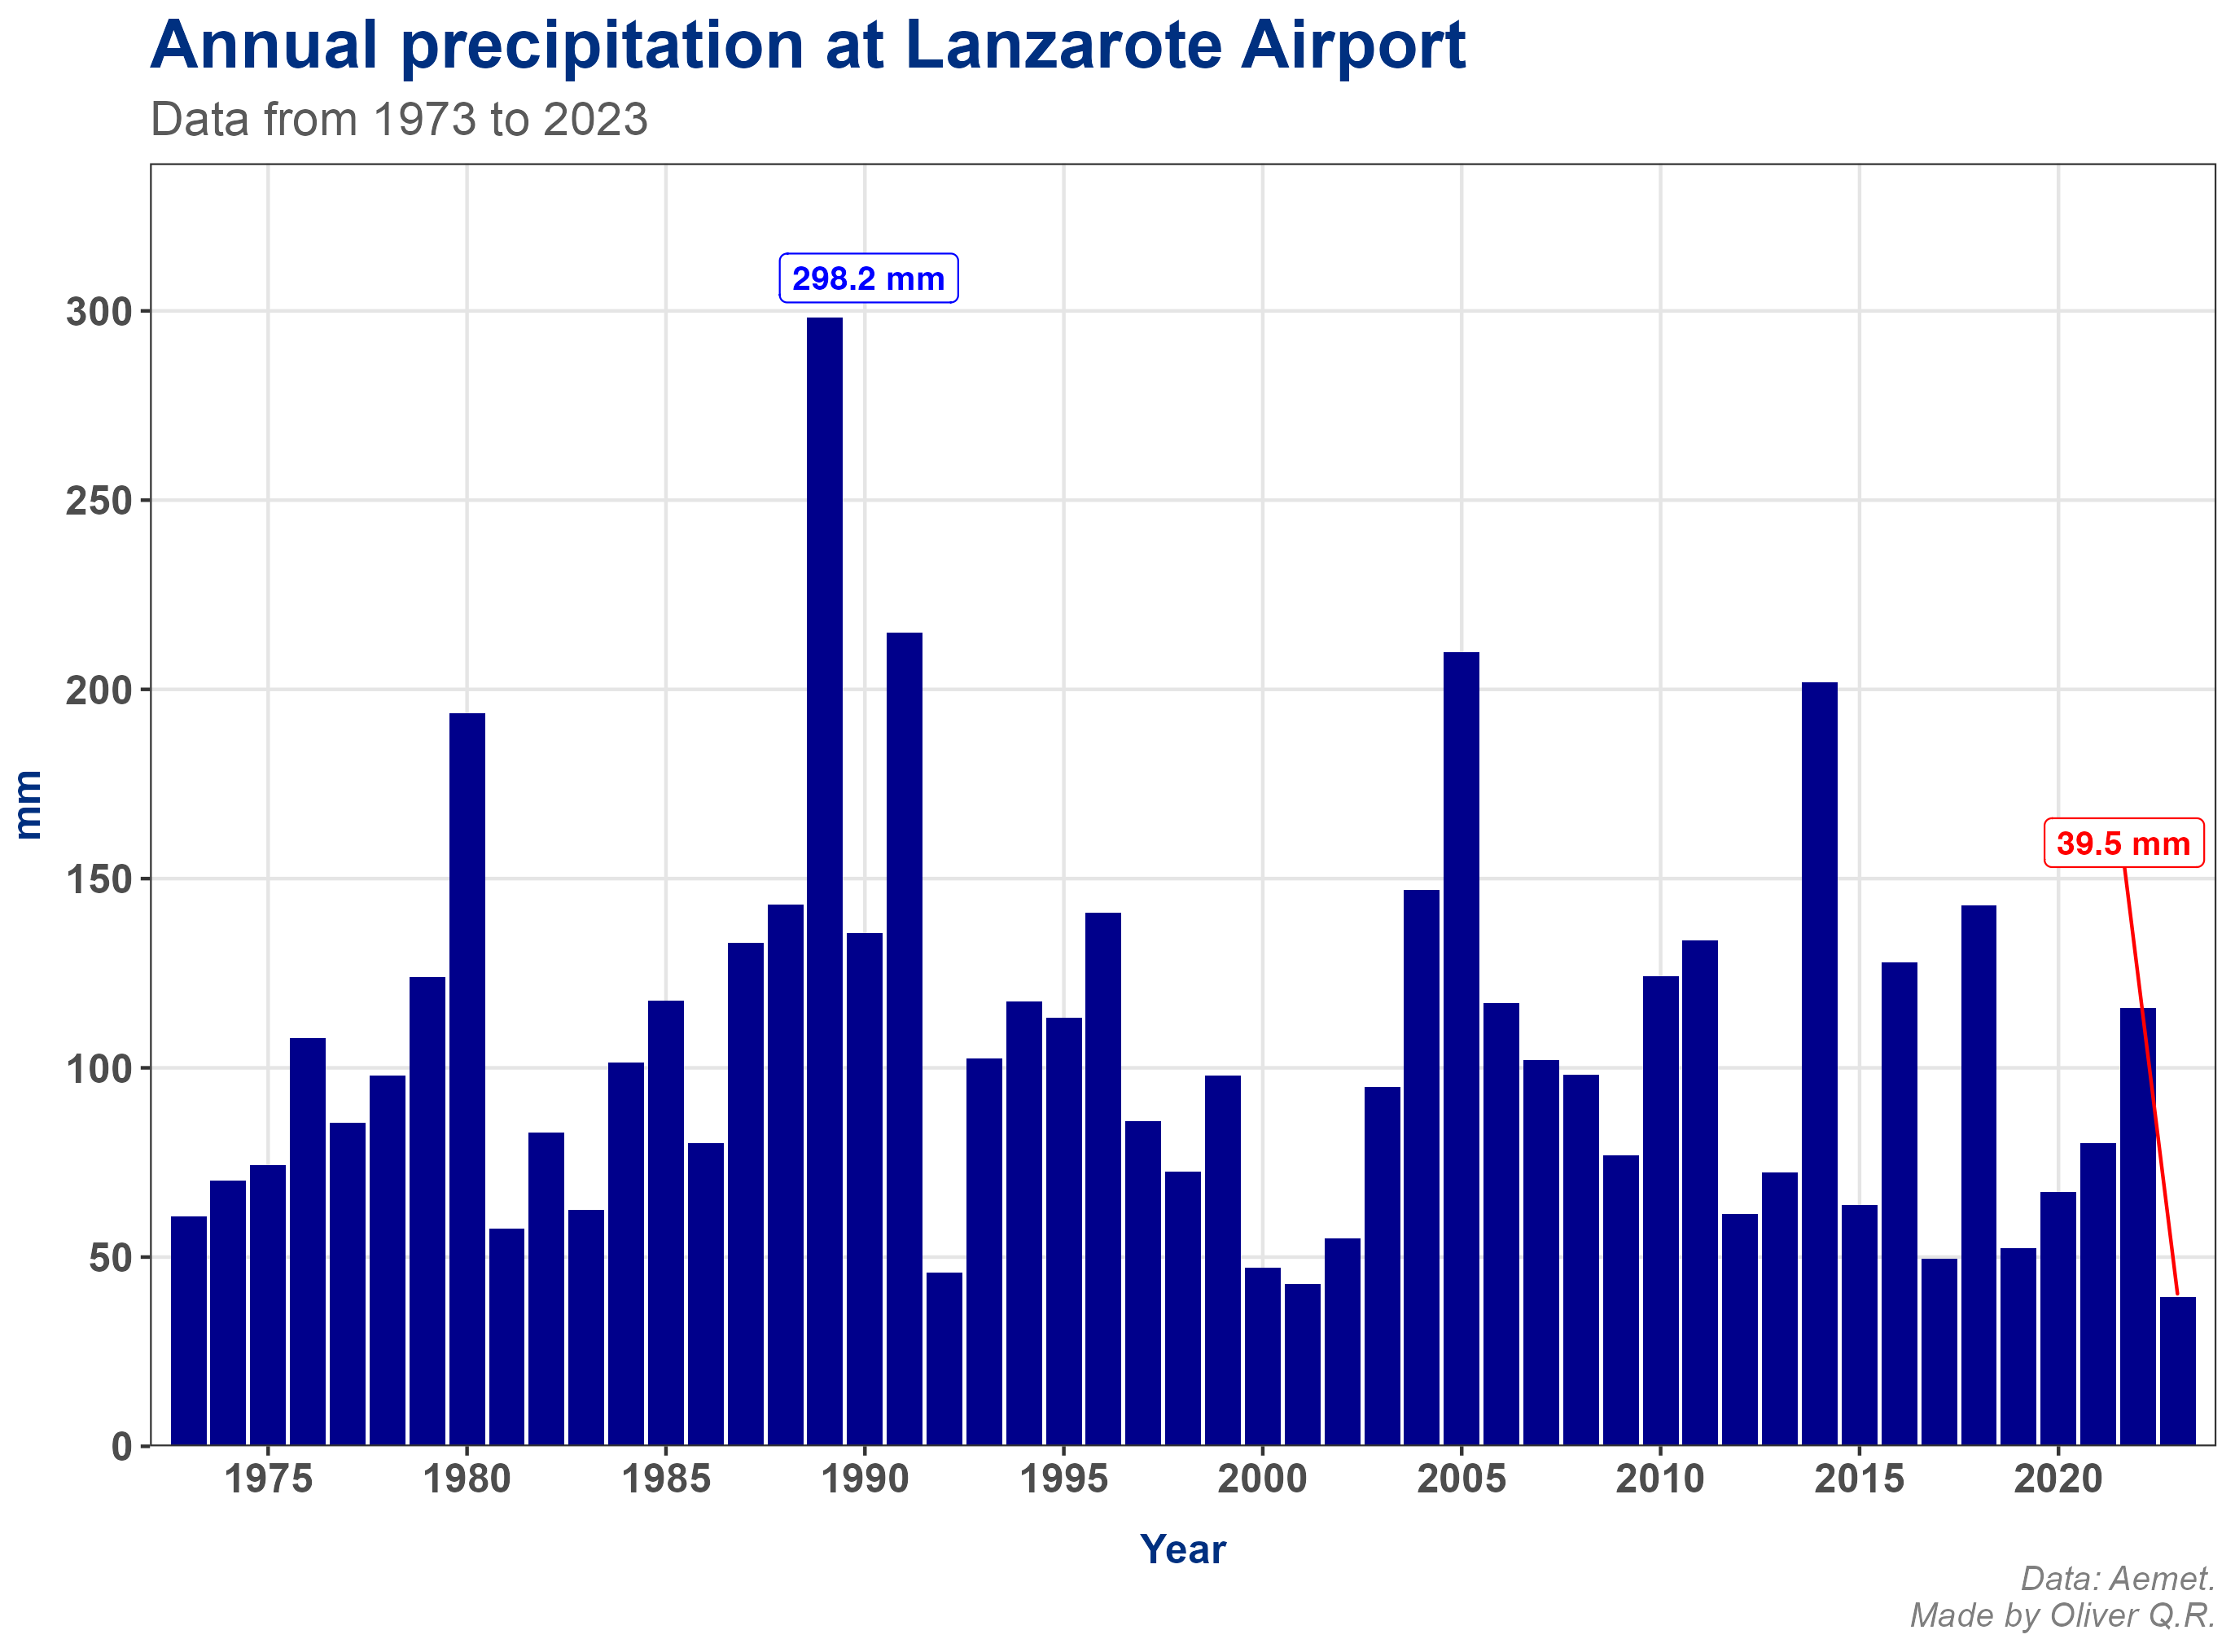 Annual precipitation at Lanzarote Airport
Data from 1973 to 2023
298.2 mm
39.5 mm
300
250
200
150
100
50
0
mm
1975 1980 1985 1990 1995 2000 2005 2010 2015 2020
Year
Data: Aemet.
Made by Oliver Q.R.